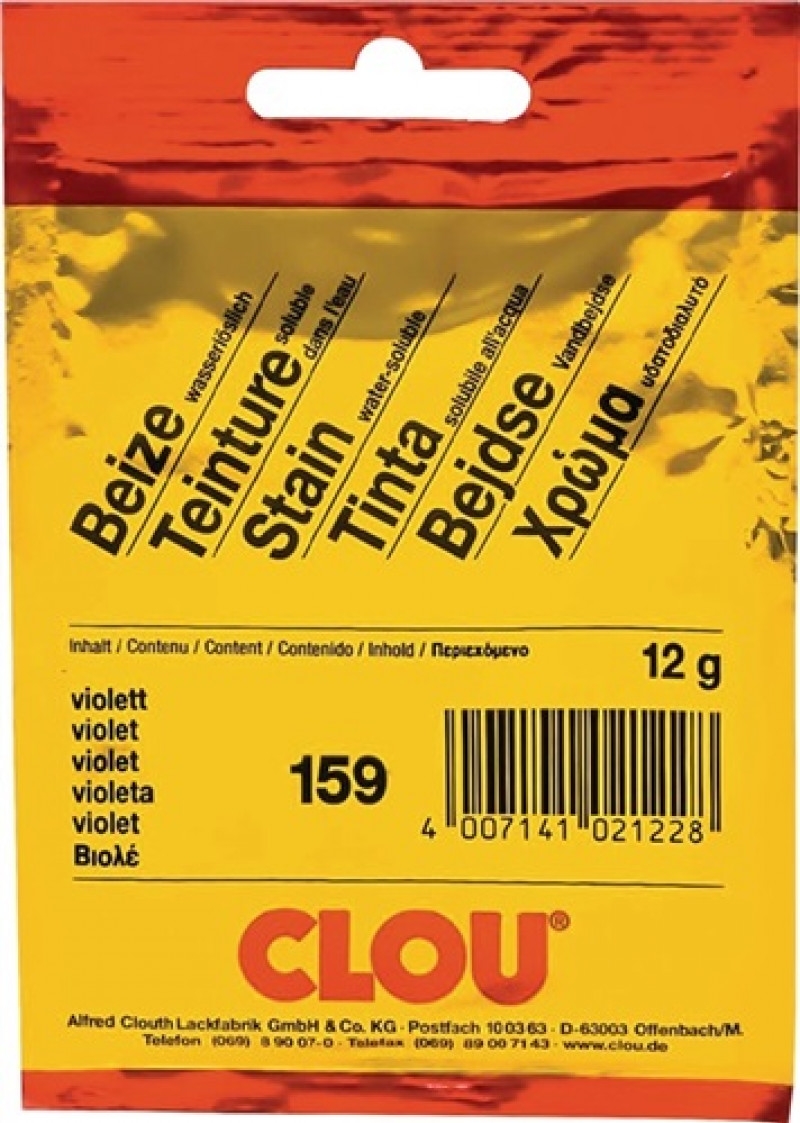 Beize wasserlöslich
Teinture soluble dans l'eau
Stain water-soluble
Tinta solubile all'acqua
Bejdse Vandbejdse
Χρώμα υδατοδιαλυτό
Inhalt / Contenu / Content / Contenido / Inhold / Περιεχόμενο
12 g
violett
violet
violet
violeta
violet
Βιολέ
159
4 007141 021228
CLOU®
Alfred Clouth Lackfabrik GmbH & Co. KG · Postfach 10 03 63 · D-63003 Offenbach/M.
Telefon (069) 8 90 07-0 · Telefax (069) 89 00 71 43 · www.clou.de